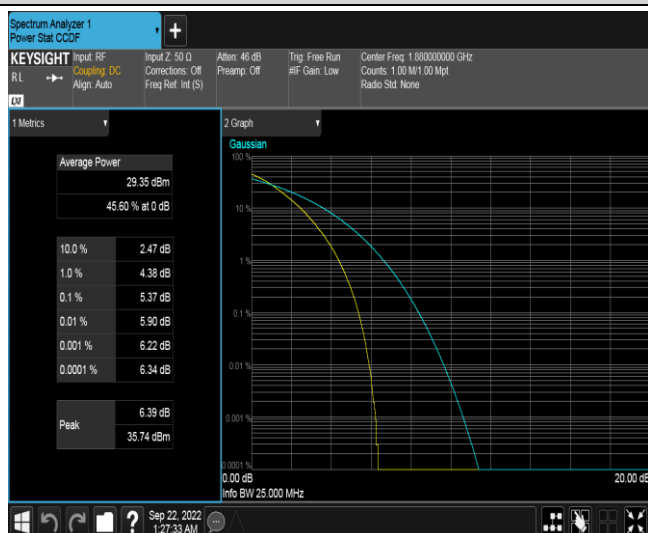 Spectrum Analyzer 1
Power Stat CCDF
KEYSIGHT
RL
LXI
Input: RF
Coupling: DC
Align: Auto
Input Z: 50 Ω
Corrections: Off
Freq Ref: Int (S)
Atten: 46 dB
Preamp: Off
Trig: Free Run
#IF Gain: Low
Center Freq: 1.880000000 GHz
Counts: 1.00 M/1.00 Mpt
Radio Std: None
1 Metrics
Average Power
29.35 dBm
45.60 % at 0 dB
10.0 % 2.47 dB
1.0 % 4.38 dB
0.1 % 5.37 dB
0.01 % 5.90 dB
0.001 % 6.22 dB
0.0001 % 6.34 dB
Peak
6.39 dB
35.74 dBm
2 Graph
Gaussian
100 %
10 %
1 %
0.1 %
0.01 %
0.001 %
0.0001 %
0.00 dB
20.00 dB
Info BW 25.000 MHz
?
Sep 22, 2022
1:27:33 AM